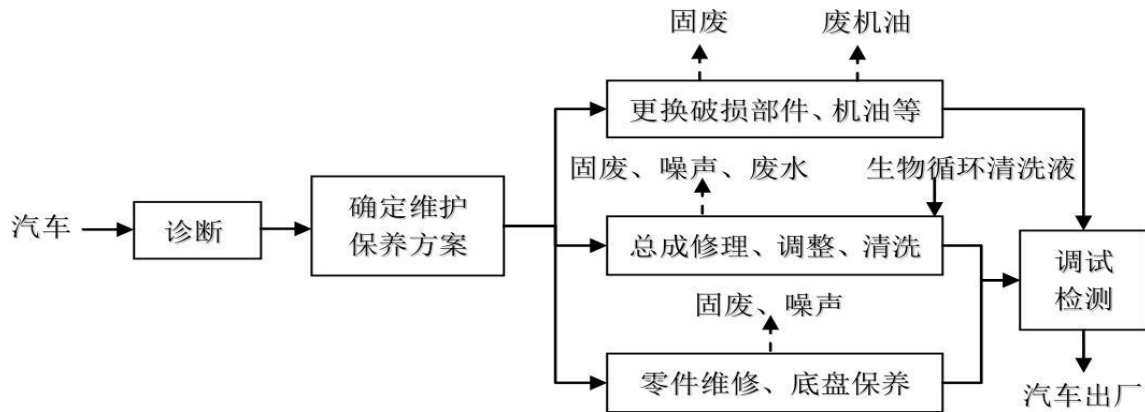 固废
废机油
更换破损部件、机油等
固废、噪声、废水
生物循环清洗液
汽车
诊断
确定维护
保养方案
总成修理、调整、清洗
调试
检测
固废、噪声
零件维修、底盘保养
汽车出厂